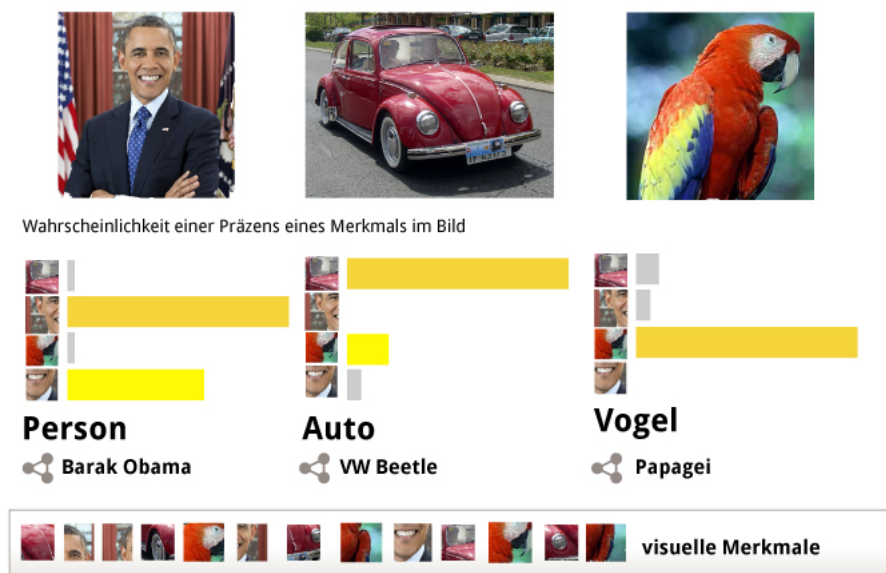 Wahrscheinlichkeit einer Präzens eines Merkmals im Bild
Person
Barak Obama
Auto
VW Beetle
Vogel
Papagei
visuelle Merkmale